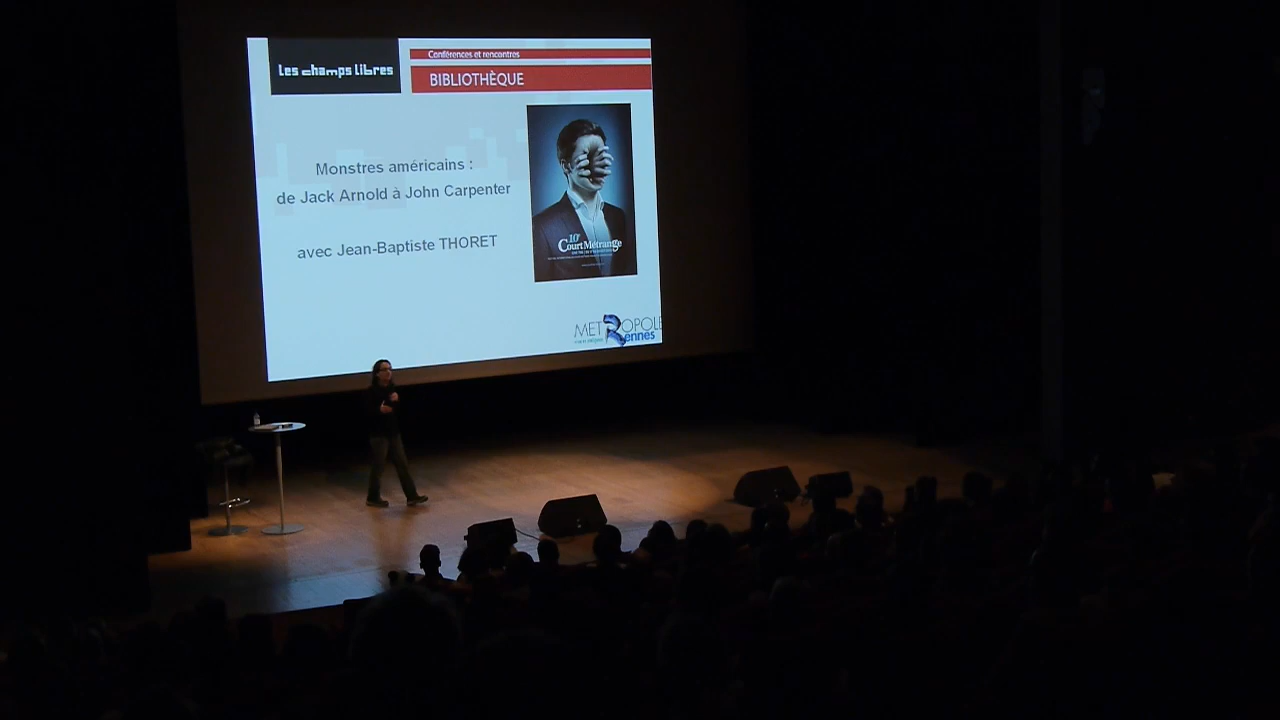 Les champs Libres
Conférences et rencontres
BIBLIOTHÈQUE
Monstres américains :
de Jack Arnold à John Carpenter
avec Jean-Baptiste THORET
10e
Court Métrange
METROPOLE
Rennes